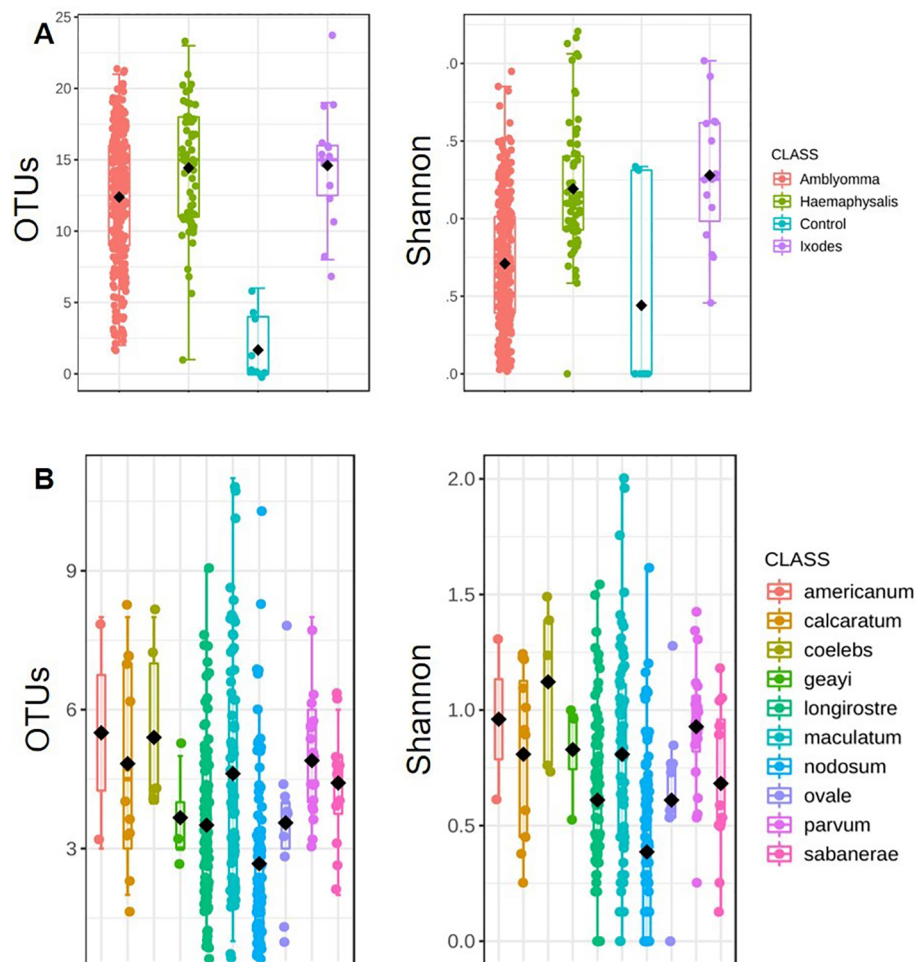 A
OTUs
25
20
15
10
5
0
Shannon
.0
.5
.0
.5
.0
CLASS
Amblyomma
Haemaphysalis
Control
Ixodes
B
OTUs
9
6
3
Shannon
2.0
1.5
1.0
0.5
0.0
CLASS
americanum
calcaratum
coelebs
geayi
longirostre
maculatum
nodosum
ovale
parvum
sabanerae